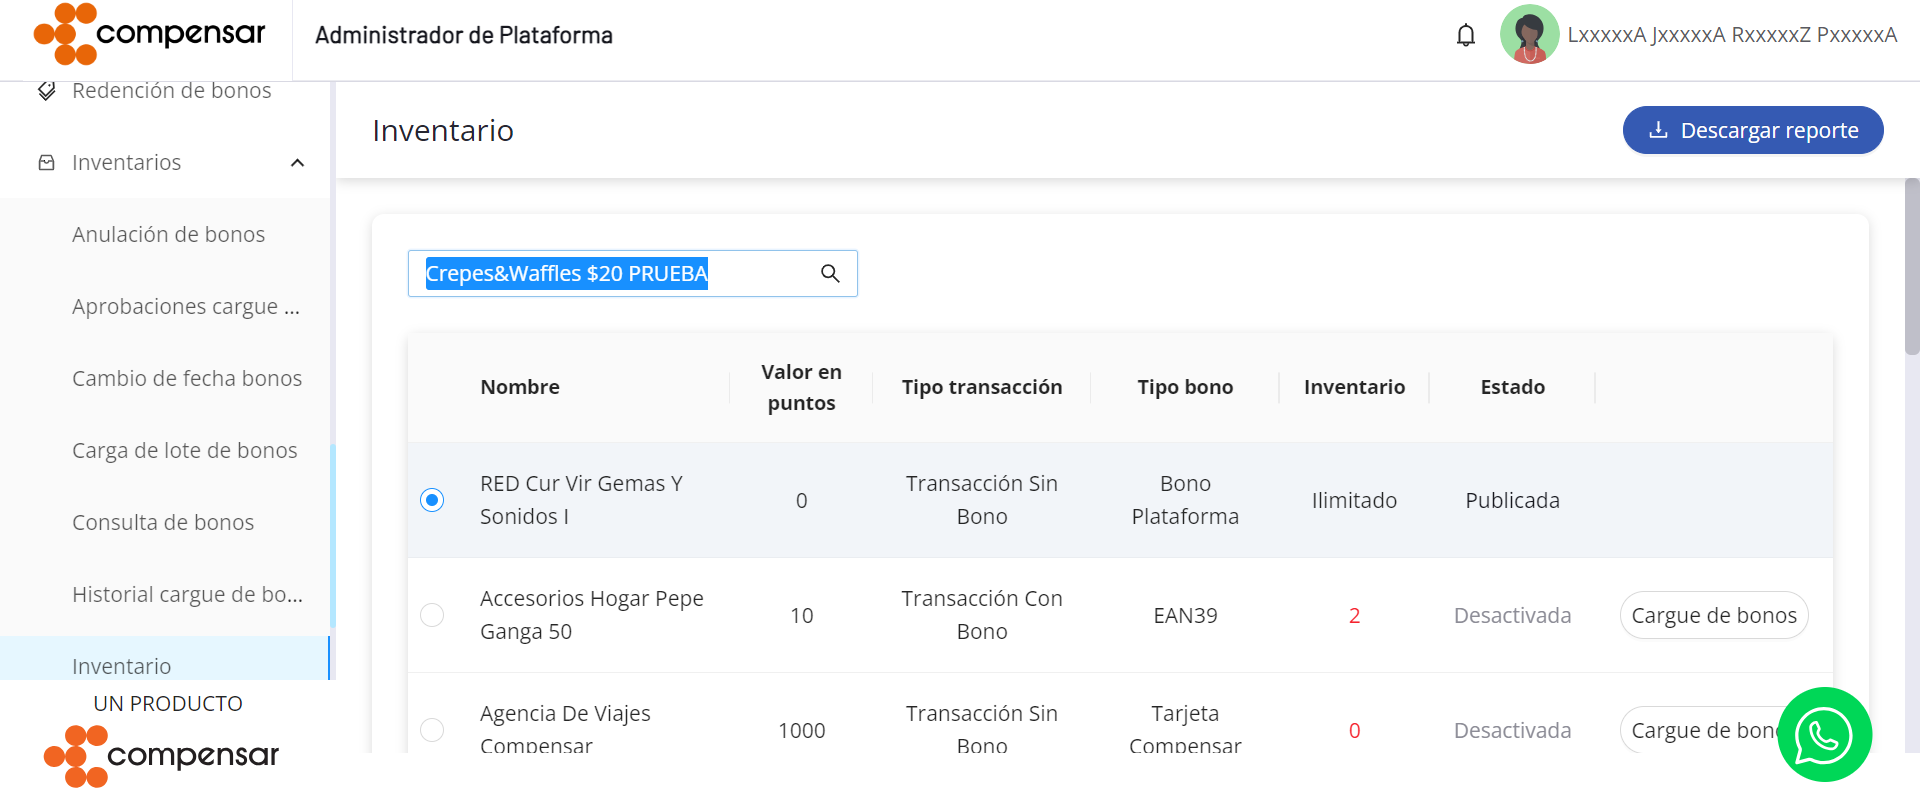 compensar
Administrador de Plataforma
LxxxxxA JxxxxxA RxxxxxZ PxxxxxA
Redención de bonos
Inventarios
Anulación de bonos
Aprobaciones cargue ...
Cambio de fecha bonos
Carga de lote de bonos
Consulta de bonos
Historial cargue de bo...
Inventario
UN PRODUCTO
compensar
Inventario
Descargar reporte
Crepes&Waffles $20 PRUEBA
Nombre
Valor en
puntos
Tipo transacción
Tipo bono
Inventario
Estado
RED Cur Vir Gemas Y
Sonidos I
0
Transacción Sin
Bono
Bono
Plataforma
Ilimitado
Publicada
Accesorios Hogar Pepe
Ganga 50
10
Transacción Con
Bono
EAN39
2
Desactivada
Cargue de bonos
Agencia De Viajes
Compensar
1000
Transacción Sin
Bono
Tarjeta
Compensar
0
Desactivada
Cargue de bon